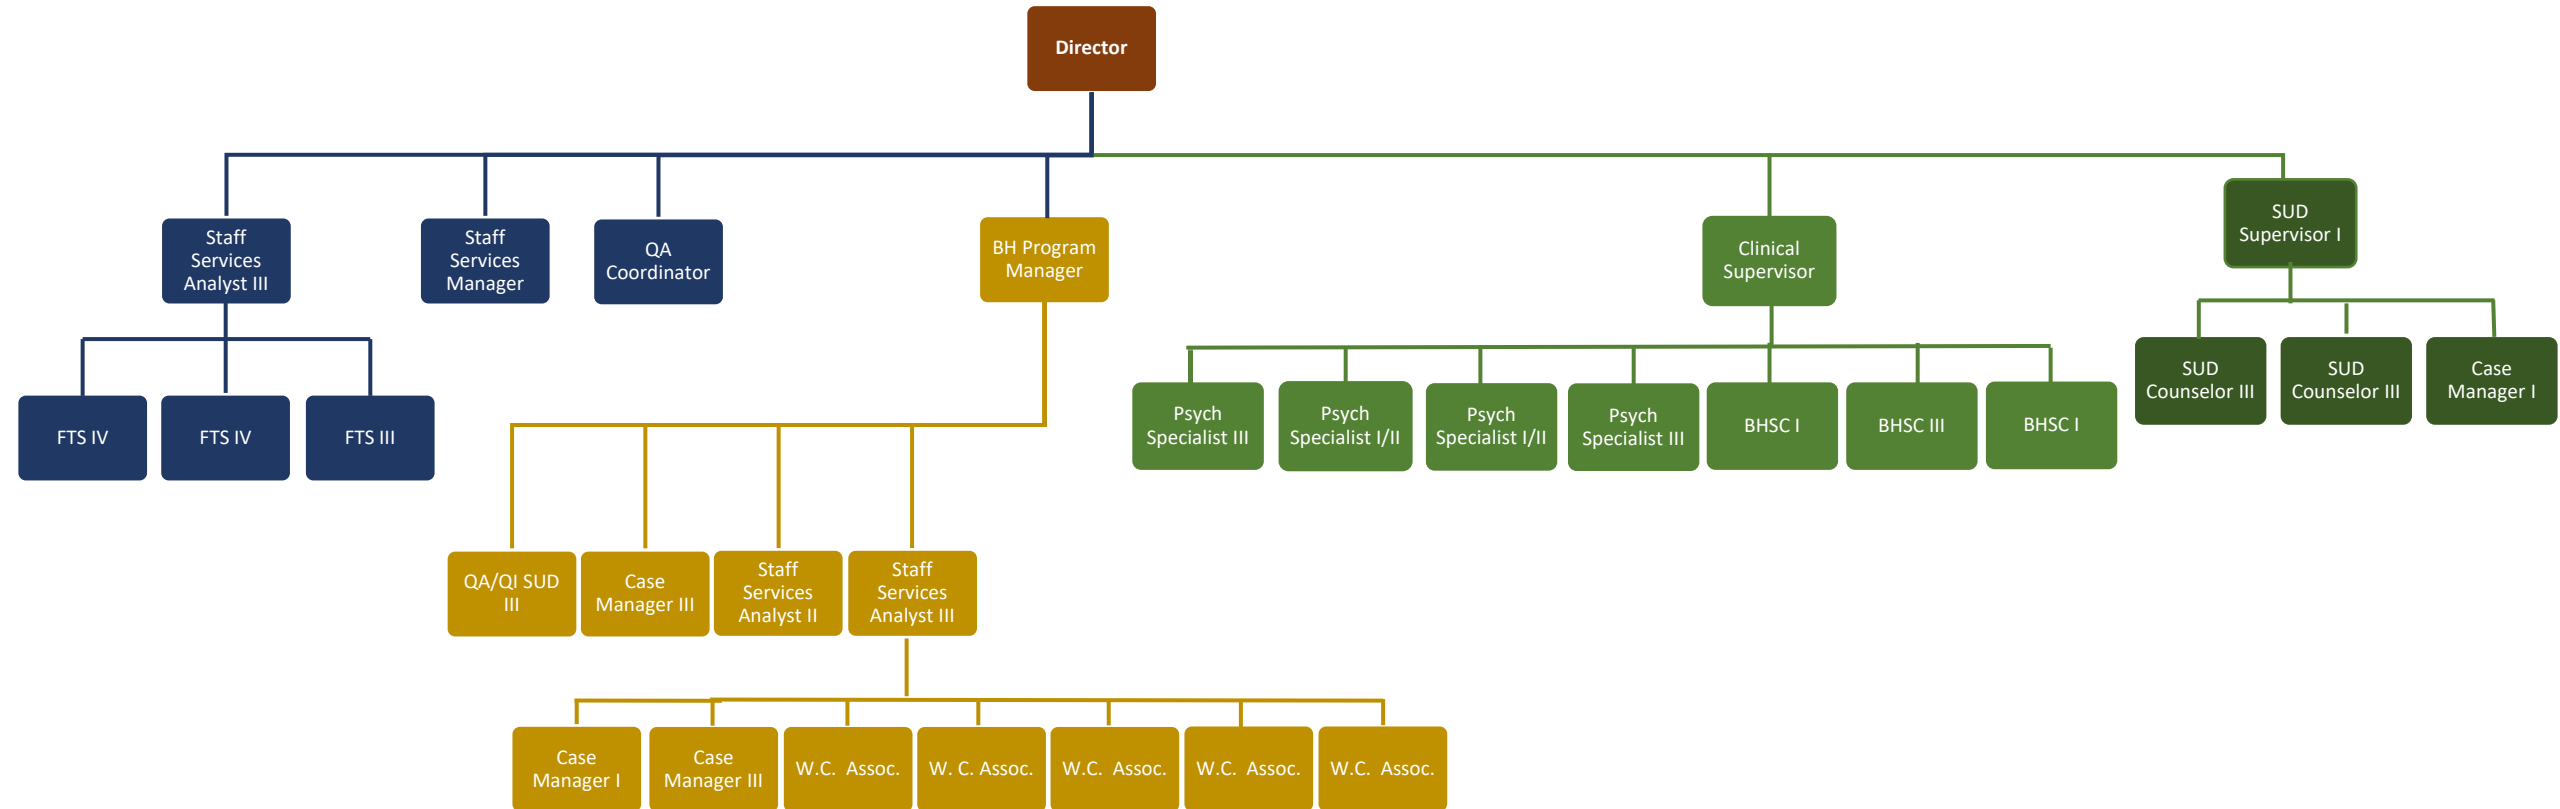 Director
Staff
Services
Analyst III
Staff
Services
Manager
QA
Coordinator
BH Program
Manager
Clinical
Supervisor
SUD
Supervisor I
FTS IV
FTS IV
FTS III
Psych
Specialist III
Psych
Specialist I/II
Psych
Specialist I/II
Psych
Specialist III
BHSC I
BHSC III
BHSC I
SUD
Counselor III
SUD
Counselor III
Case
Manager I
QA/QI SUD
III
Case
Manager III
Staff
Services
Analyst II
Staff
Services
Analyst III
Case
Manager I
Case
Manager III
W.C. Assoc.
W. C. Assoc.
W.C. Assoc.
W.C. Assoc.
W.C. Assoc.